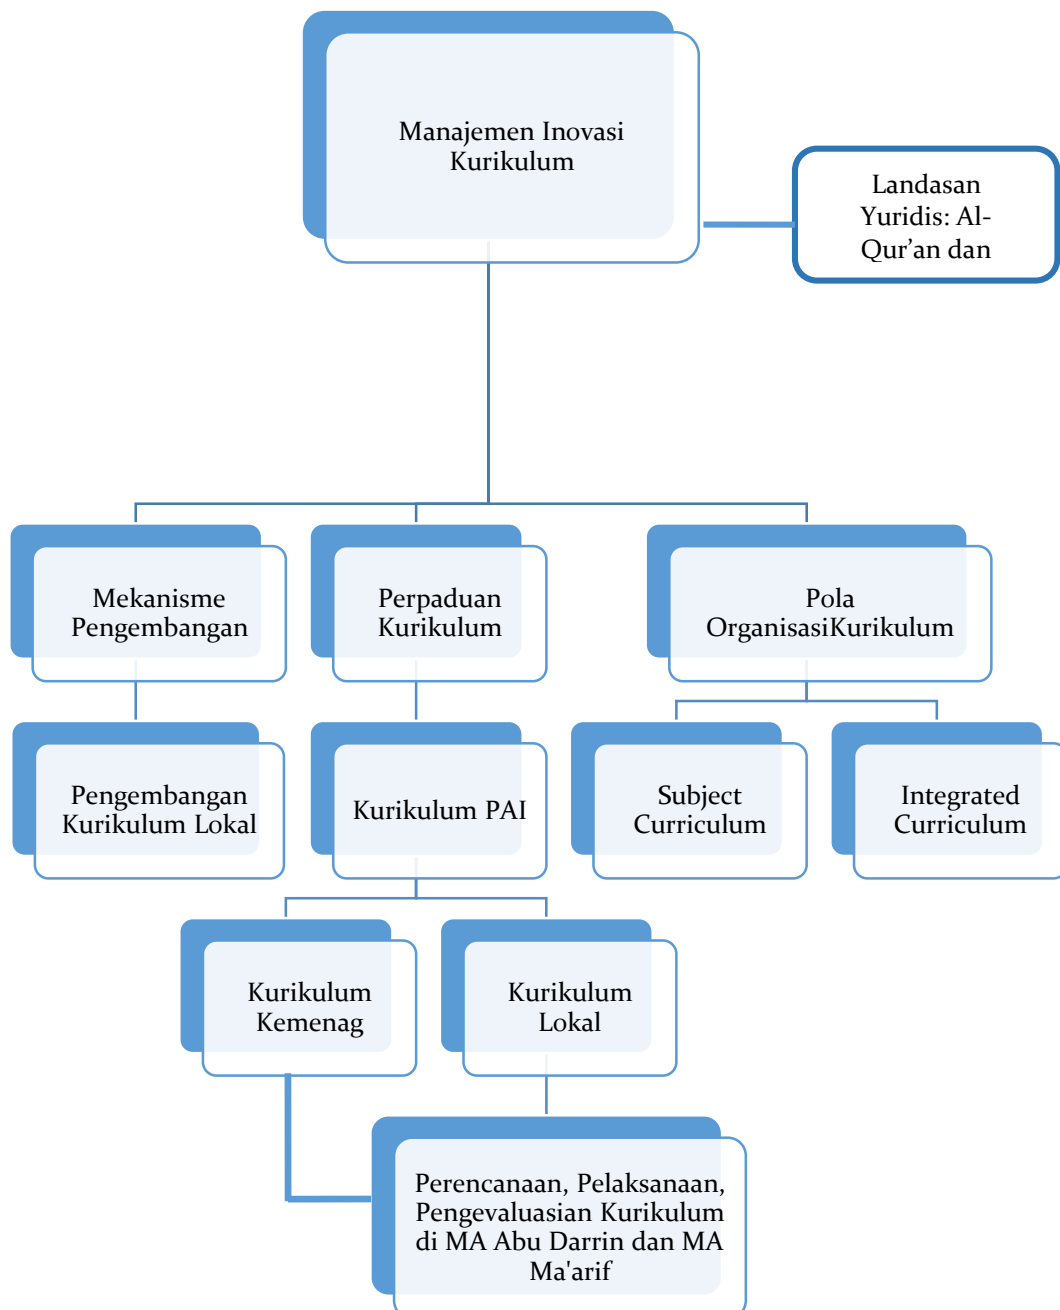 Manajemen Inovasi
Kurikulum
Landasan
Yuridis: Al-
Qur’an dan
Mekanisme
Pengembangan
Perpaduan
Kurikulum
Pola
OrganisasiKurikulum
Pengembangan
Kurikulum Lokal
Kurikulum PAI
Subject
Curriculum
Integrated
Curriculum
Kurikulum
Kemenag
Kurikulum
Lokal
Perencanaan, Pelaksanaan,
Pengevaluasian Kurikulum
di MA Abu Darrin dan MA
Ma'arif